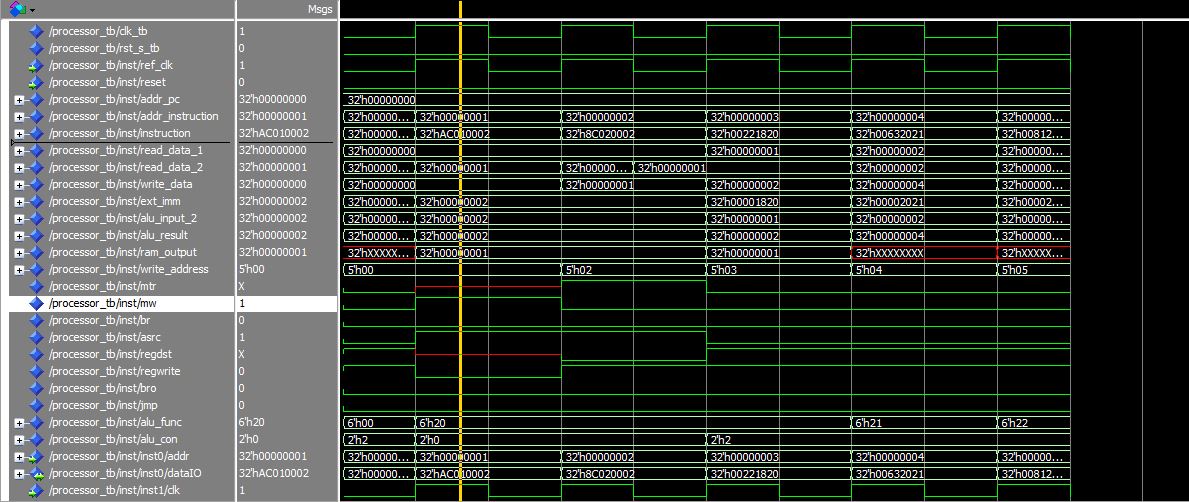 Msgs
/processor_tb/clk_tb 1
/processor_tb/rst_s_tb 0
/processor_tb/inst/ref_clk 1
/processor_tb/inst/reset 0
/processor_tb/inst/addr_pc 32'h00000000 32'h00000000
/processor_tb/inst/addr_instruction 32'h00000001 32'h00000... 32'h00000001 32'h00000002 32'h00000003 32'h00000004 32'h00000...
/processor_tb/inst/instruction 32'hAC010002 32'h00000... 32'hAC010002 32'h8C020002 32'h00221820 32'h00632021 32'h00812...
/processor_tb/inst/read_data_1 32'h00000000 32'h00000000 32'h00000001 32'h00000002 32'h00000...
/processor_tb/inst/read_data_2 32'h00000001 32'h00000... 32'h00000001 32'h00000... 32'h00000001 32'h00000002 32'h00000...
/processor_tb/inst/write_data 32'h00000000 32'h00000000 32'h00000001 32'h00000002 32'h00000004 32'h00000...
/processor_tb/inst/ext_imm 32'h00000002 32'h00000... 32'h00000002 32'h00001820 32'h00002021 32'h00000...
/processor_tb/inst/alu_input_2 32'h00000002 32'h00000... 32'h00000002 32'h00000001 32'h00000002 32'h00000...
/processor_tb/inst/alu_result 32'h00000002 32'h00000... 32'h00000002 32'h00000002 32'h00000004 32'h00000...
/processor_tb/inst/ram_output 32'h00000001 32'hXXXXX... 32'h00000001 32'h00000001 32'hXXXXXXXX 32'hXXXXX...
/processor_tb/inst/write_address 5'h00 5'h00 5'h02 5'h03 5'h04 5'h05
/processor_tb/inst/mtr X
/processor_tb/inst/mw 1
/processor_tb/inst/br 0
/processor_tb/inst/asrc 1
/processor_tb/inst/regdst X
/processor_tb/inst/regwrite 0
/processor_tb/inst/bro 0
/processor_tb/inst/jmp 0
/processor_tb/inst/alu_func 6'h20 6'h00 6'h20 6'h21 6'h22
/processor_tb/inst/alu_con 2'h0 2'h2 2'h0 2'h2
/processor_tb/inst/inst0/addr 32'h00000001 32'h00000... 32'h00000001 32'h00000002 32'h00000003 32'h00000004 32'h00000...
/processor_tb/inst/inst0/dataIO 32'hAC010002 32'h00000... 32'hAC010002 32'h8C020002 32'h00221820 32'h00632021 32'h00812...
/processor_tb/inst/inst1/clk 1